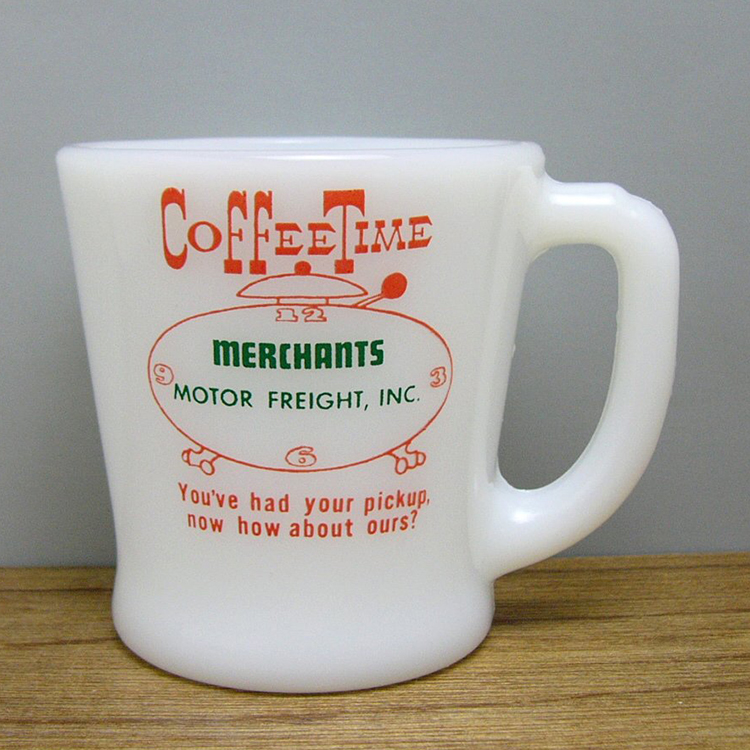 CoffeeTime
12
MERCHANTS
9
3
MOTOR FREIGHT, INC.
6
You've had your pickup,
now how about ours?